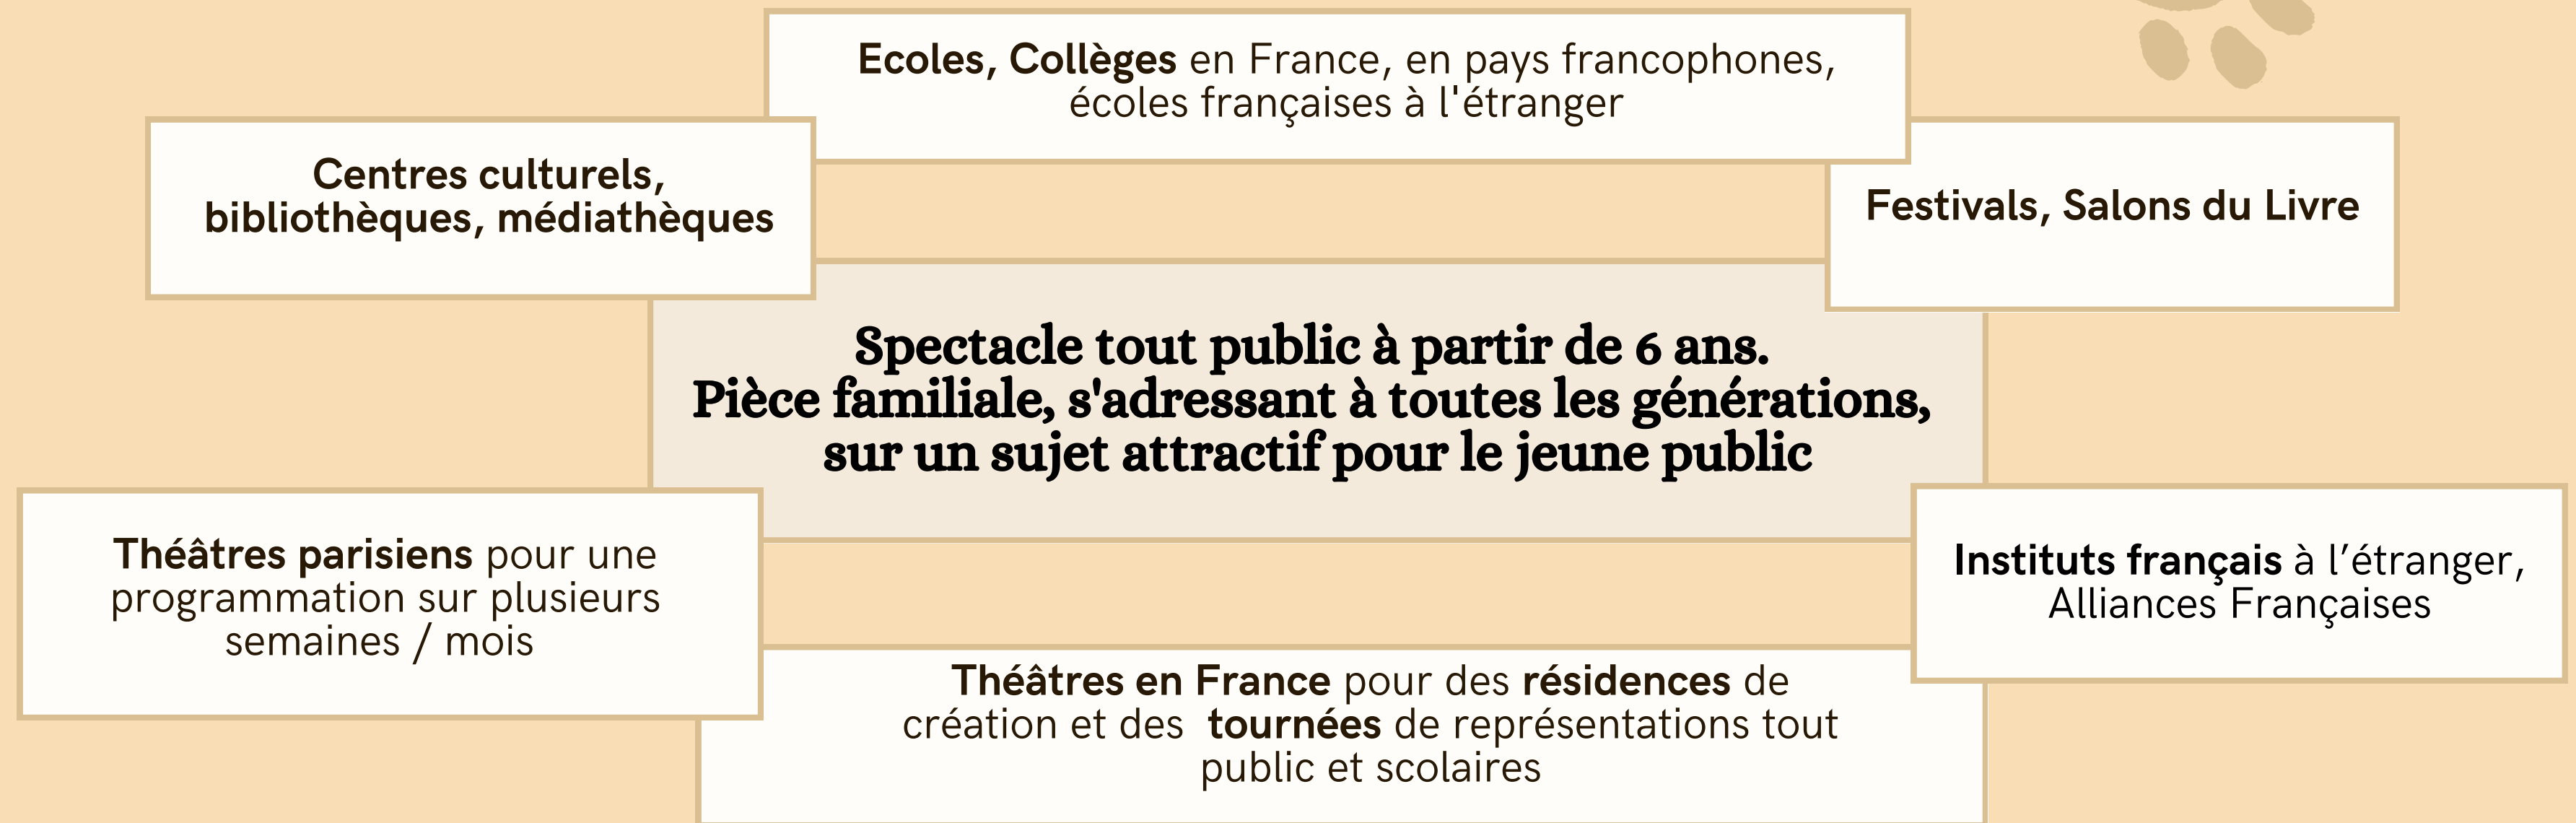 Ecoles, Collèges en France, en pays francophones,
écoles françaises à l'étranger
Centres culturels,
bibliothèques, médiathèques
Festivals, Salons du Livre
Spectacle tout public à partir de 6 ans.
Pièce familiale, s'adressant à toutes les générations,
sur un sujet attractif pour le jeune public
Théâtres parisiens pour une
programmation sur plusieurs
semaines / mois
Instituts français à l’étranger,
Alliances Françaises
Théâtres en France pour des résidences de
création et des  tournées de représentations tout
public et scolaires